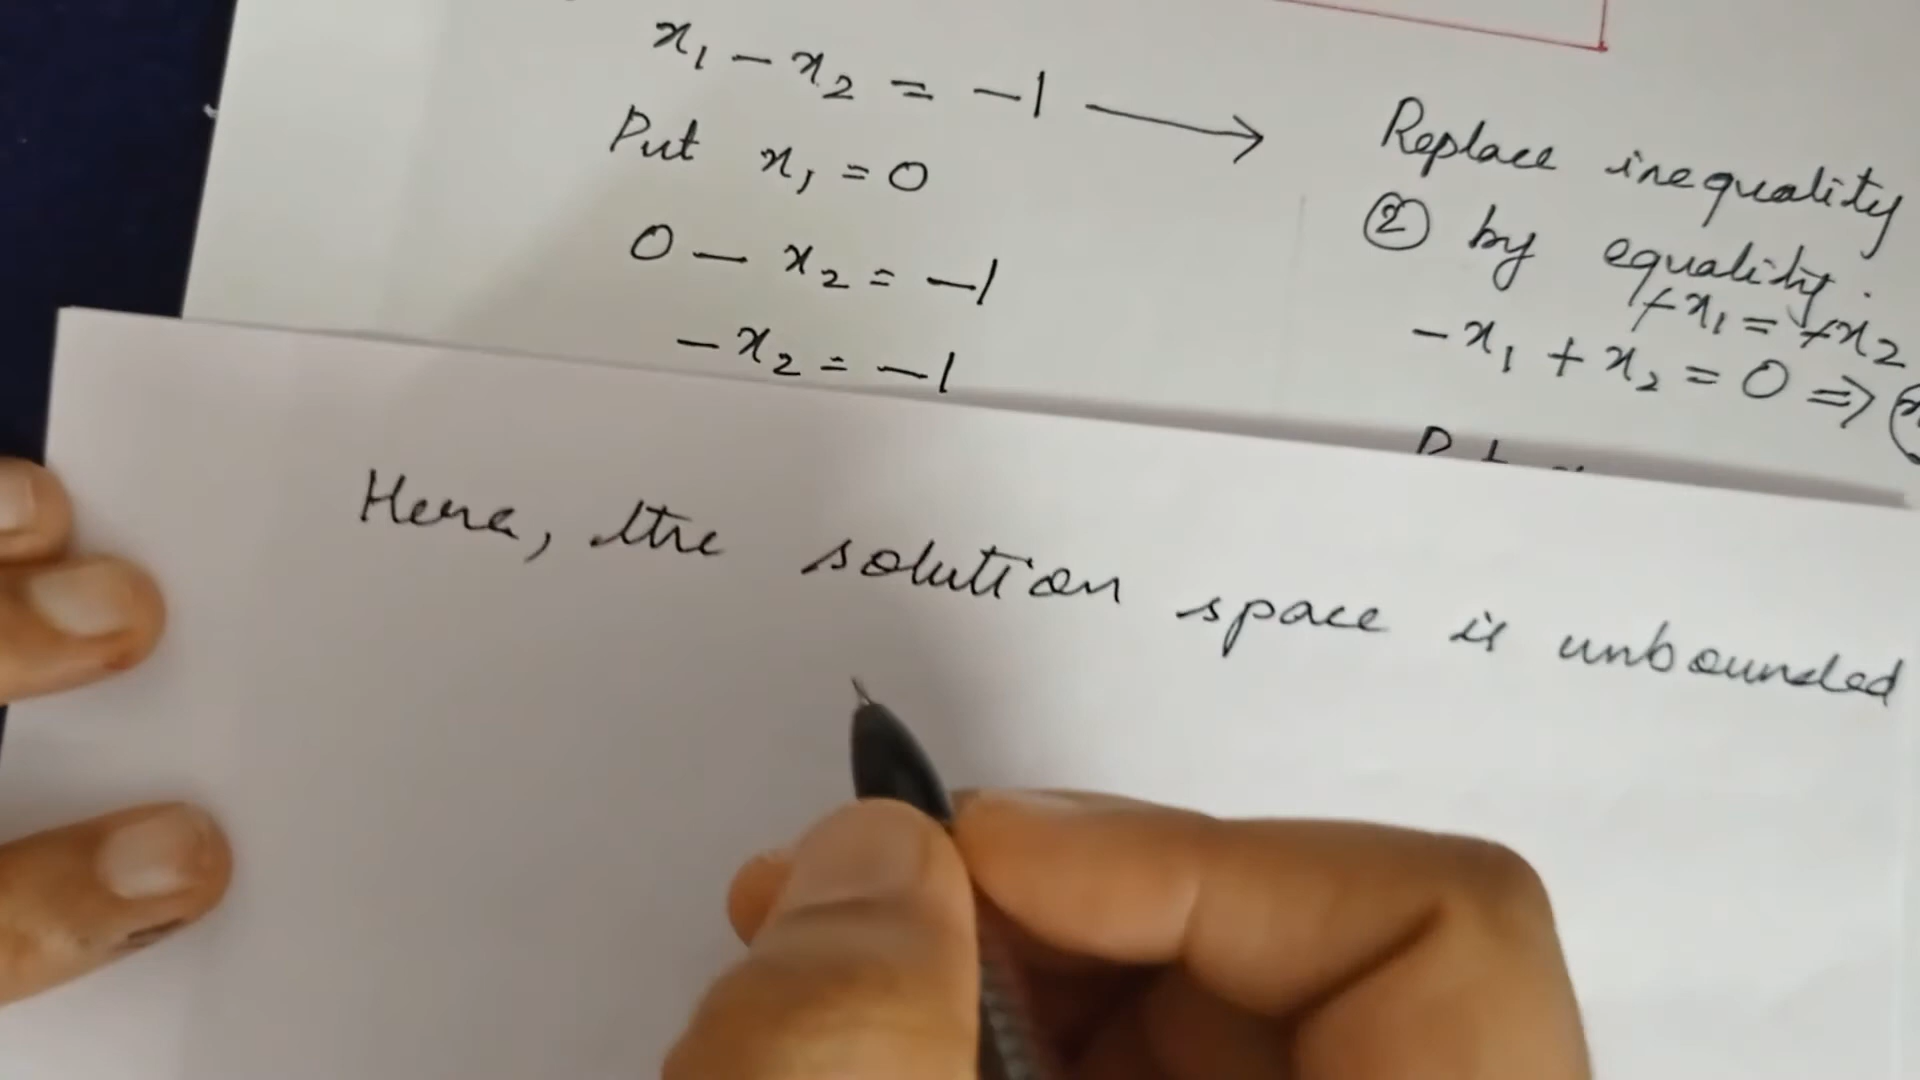 x₁ - x₂ = -1 →
Put x₁ = 0
0 - x₂ = -1
-x₂ = -1
Replace inequality
② by equality.
-x₁ + x₂ = 0 ⇒
-x₁ = -x₂
Here, the solution space is unbounded